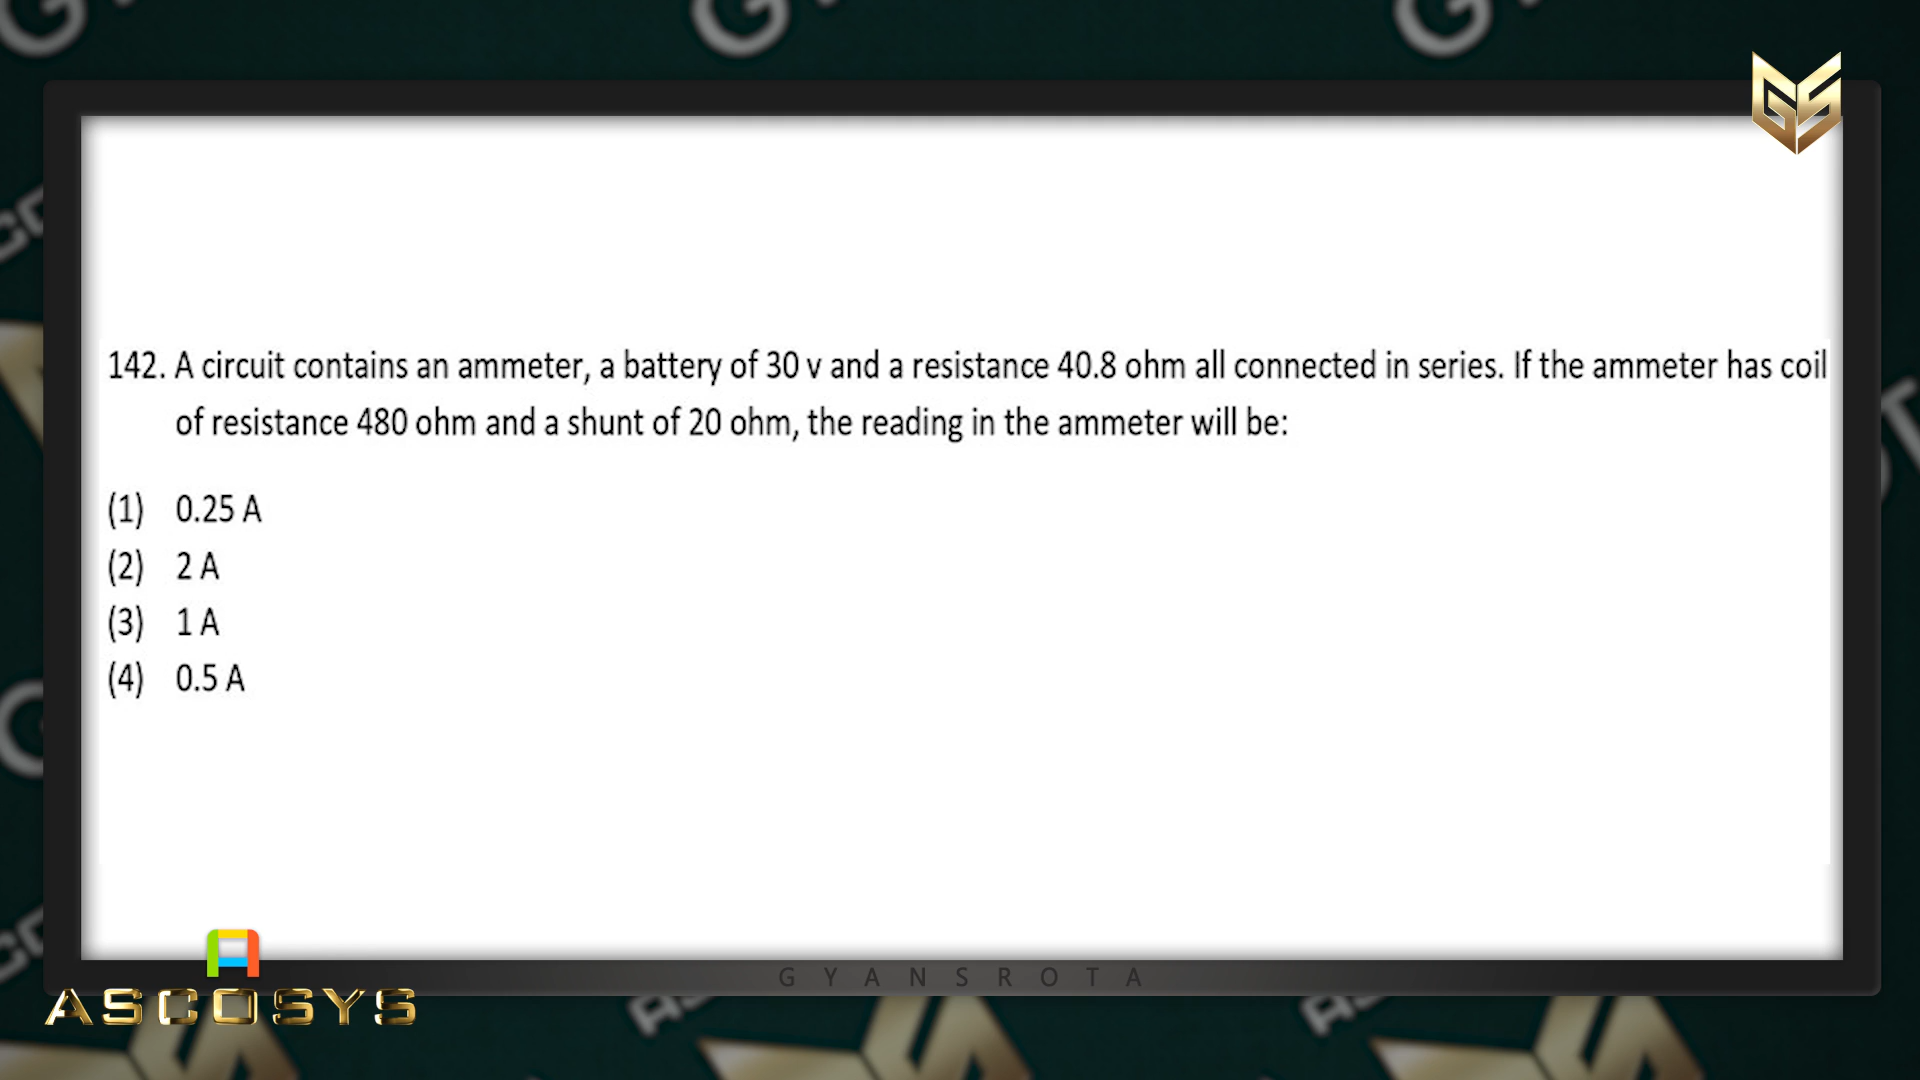 GS
142. A circuit contains an ammeter, a battery of 30 v and a resistance 40.8 ohm all connected in series. If the ammeter has coil
of resistance 480 ohm and a shunt of 20 ohm, the reading in the ammeter will be:
(1) 0.25 A
(2) 2 A
(3) 1 A
(4) 0.5 A
GYANSROTA
ASCOSYS